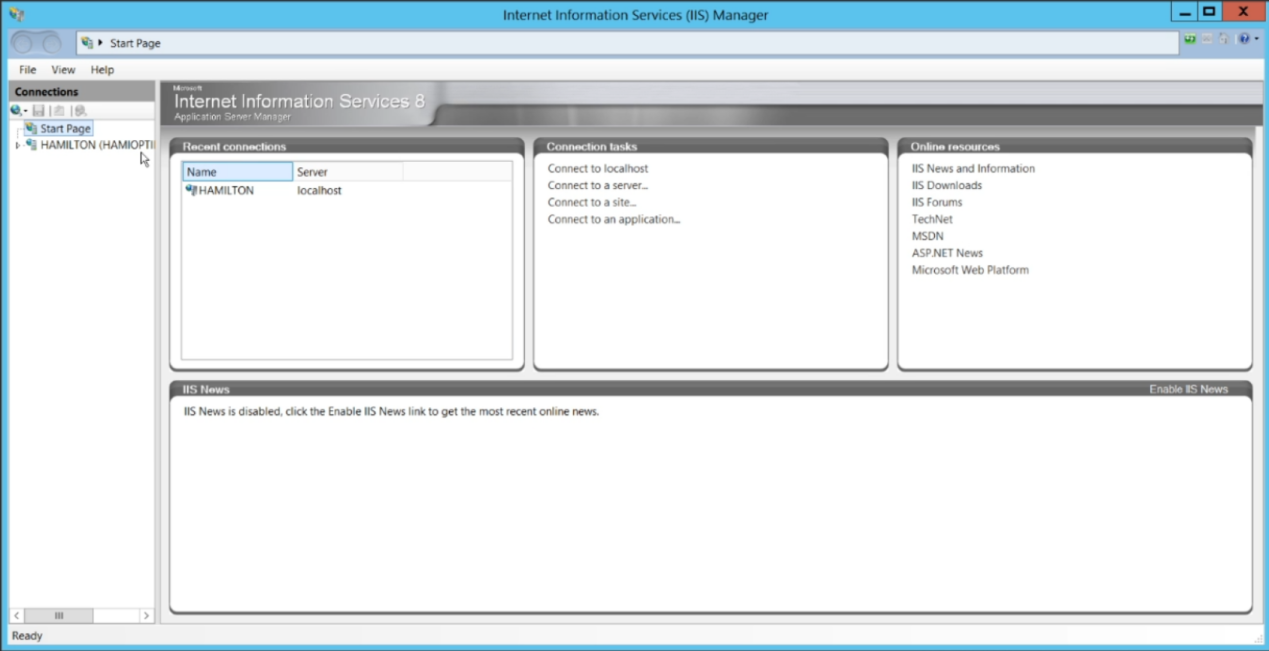 Internet Information Services (IIS) Manager
Start Page
File View Help
Connections
Start Page
HAMILTON (HAMIOPTI
Microsoft
Internet Information Services 8
Application Server Manager
Recent connections
Name Server
HAMILTON localhost
Connection tasks
Connect to localhost
Connect to a server...
Connect to a site...
Connect to an application...
Online resources
IIS News and Information
IIS Downloads
IIS Forums
TechNet
MSDN
ASP.NET News
Microsoft Web Platform
IIS News Enable IIS News
IIS News is disabled, click the Enable IIS News link to get the most recent online news.
Ready